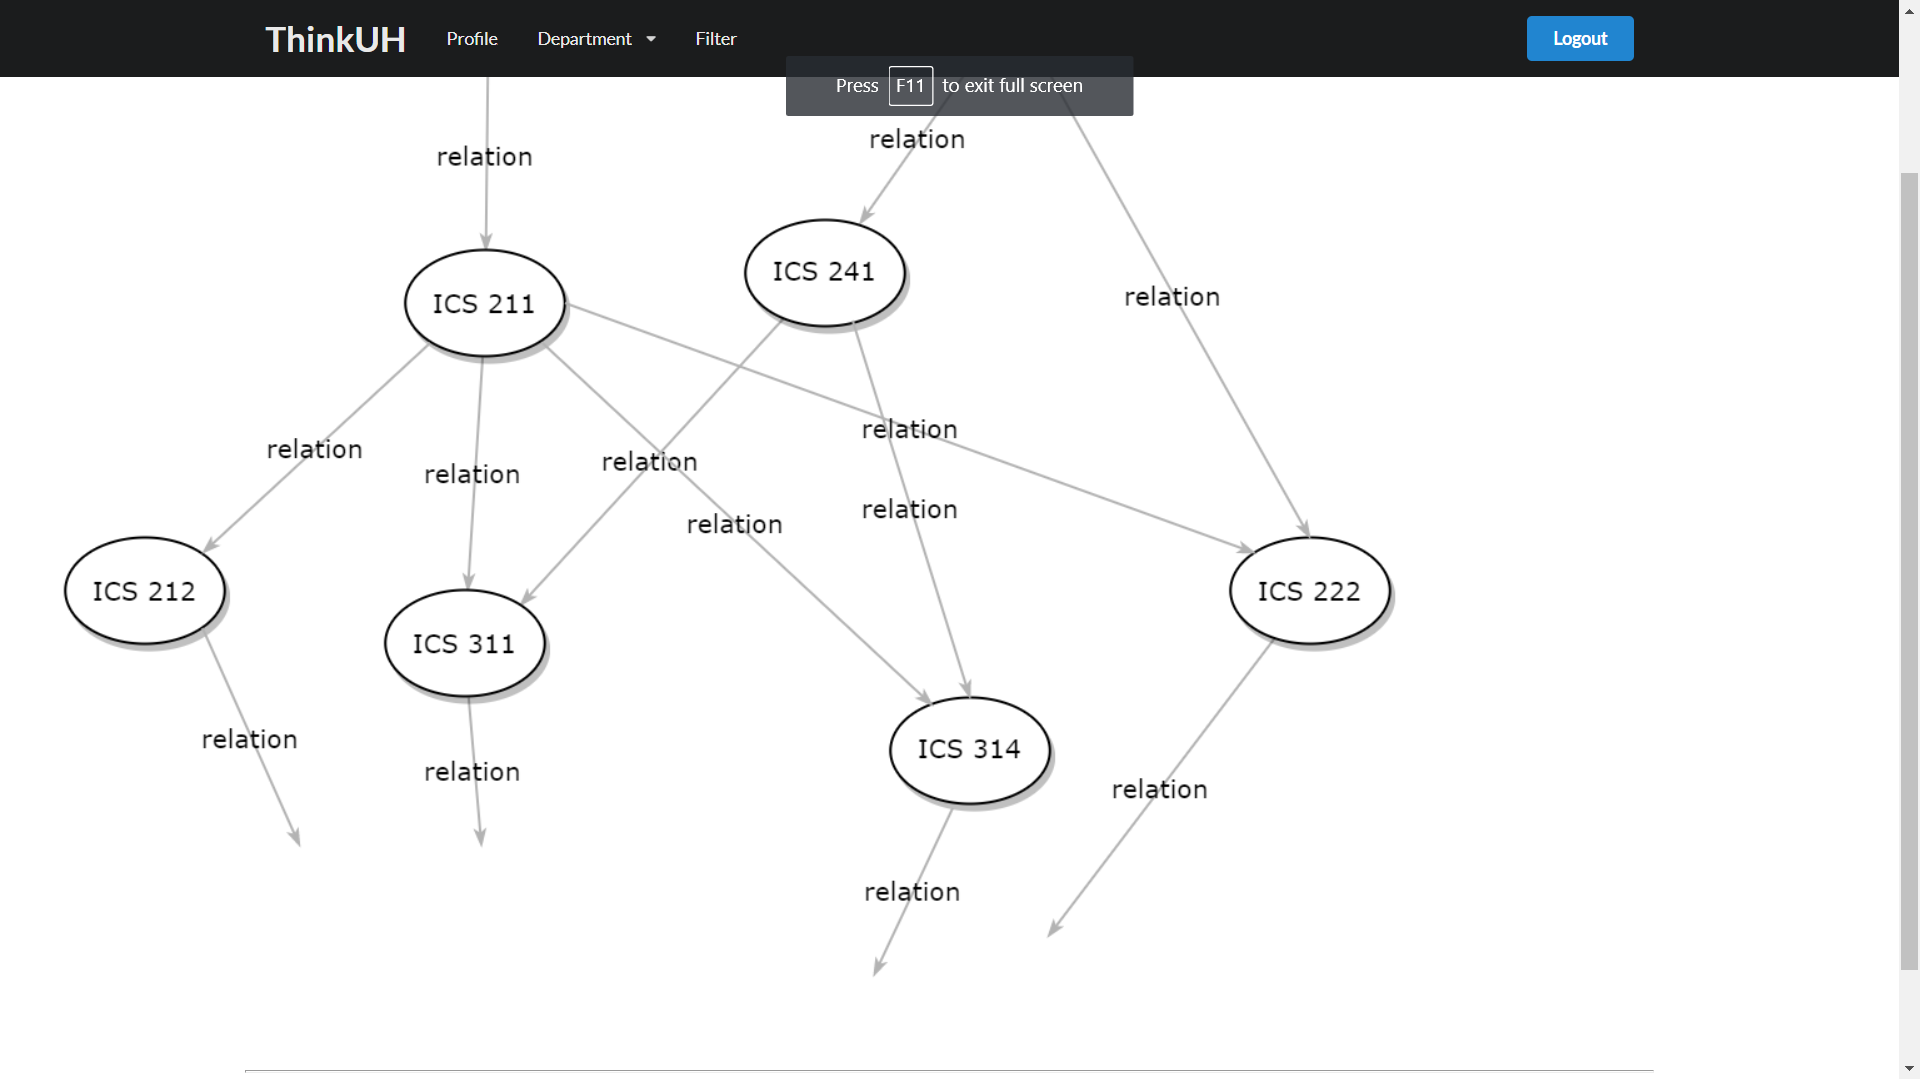 ThinkUH Profile Department Filter Logout
Press F11 to exit full screen
relation
relation
ICS 241
relation
ICS 211
relation
relation
relation
relation
relation
relation
relation
ICS 212
ICS 222
ICS 311
relation
ICS 314
relation
relation
relation